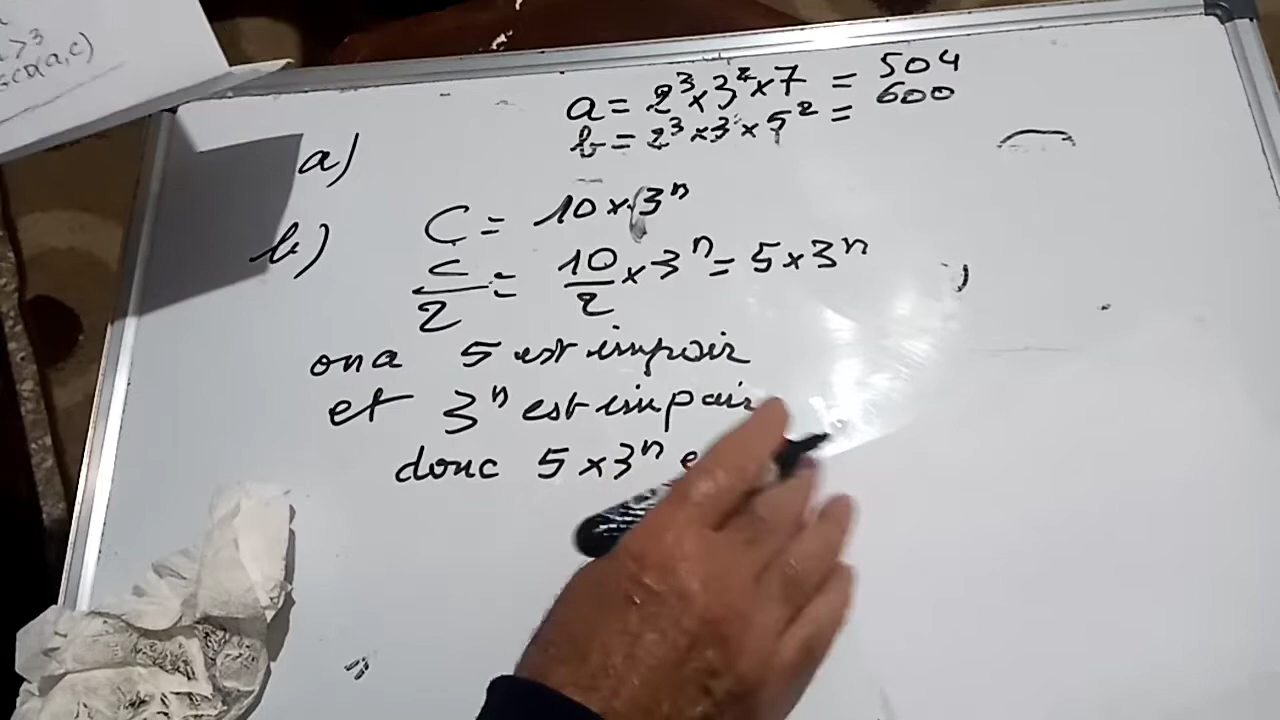 a = 2³ × 3² × 7 = 504
b = 2³ × 3 × 5² = 600
a)
b) C = 10 × 3ⁿ
c/2 = 10/2 × 3ⁿ = 5 × 3ⁿ
on a 5 est impair
et 3ⁿ est impair
donc 5 × 3ⁿ e